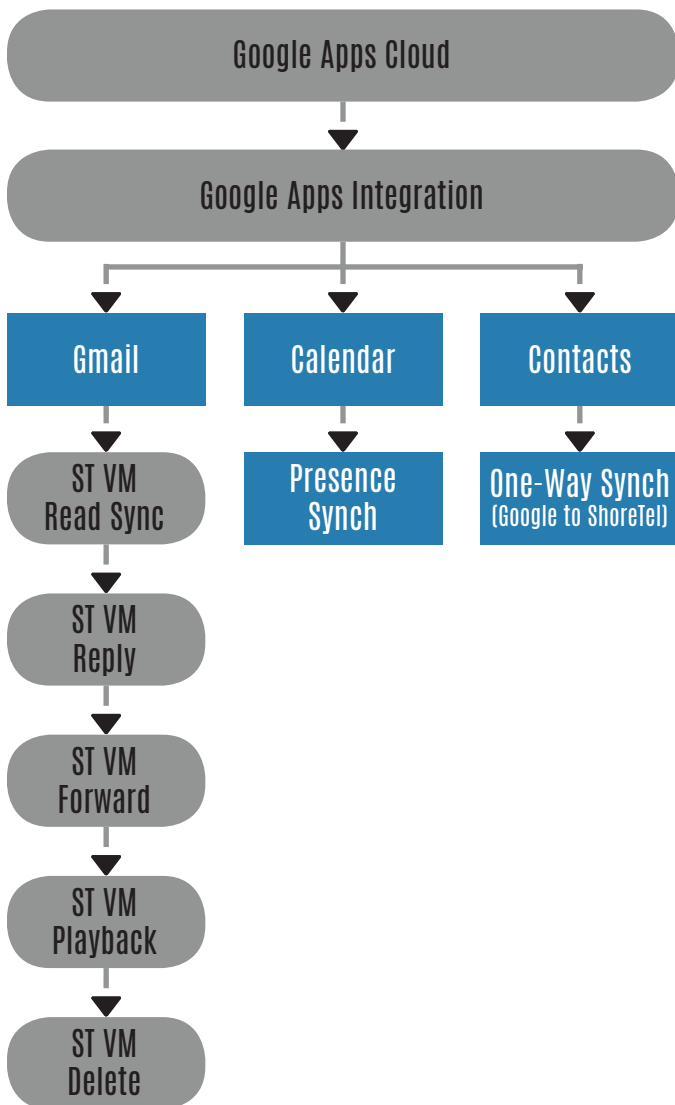 Google Apps Cloud
Google Apps Integration
Gmail
Calendar
Contacts
ST VM
Read Sync
Presence
Synch
One-Way Synch
(Google to ShoreTel)
ST VM
Reply
ST VM
Forward
ST VM
Playback
ST VM
Delete